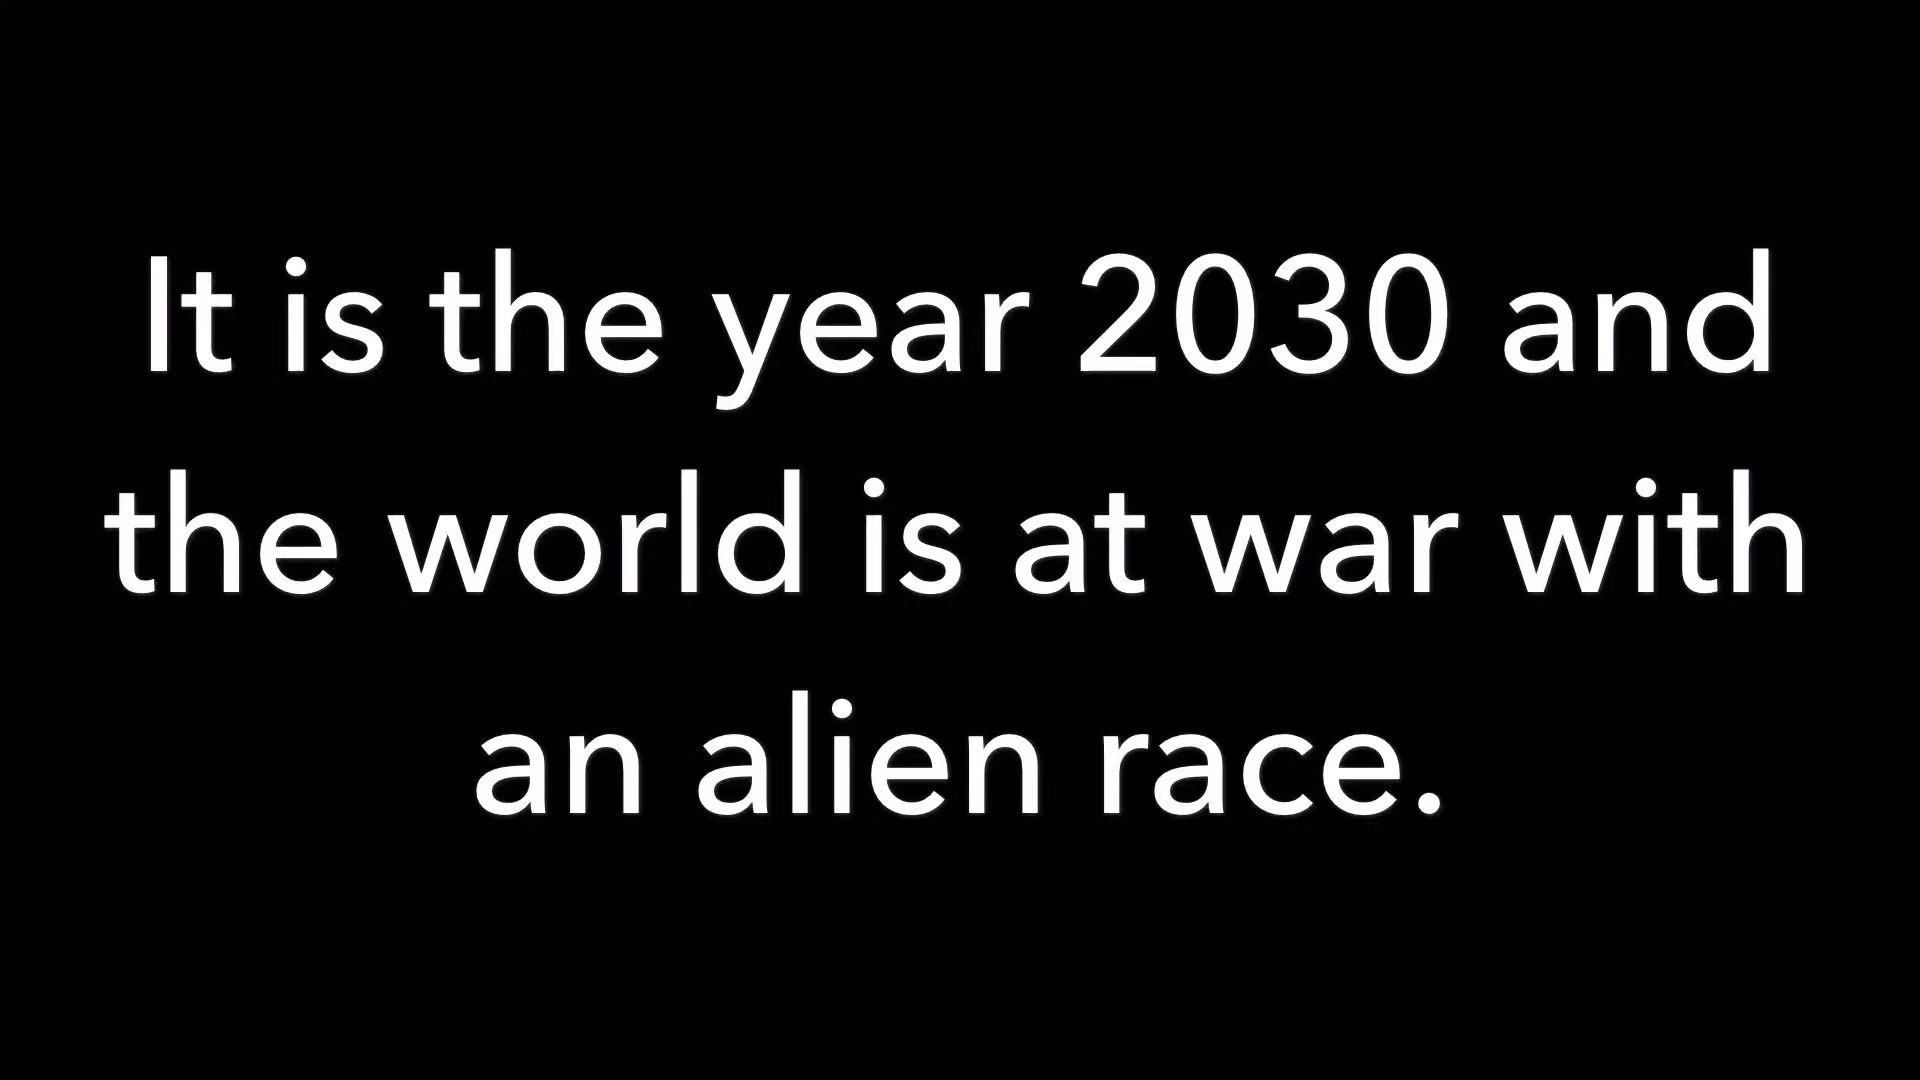 It is the year 2030 and
the world is at war with
an alien race.